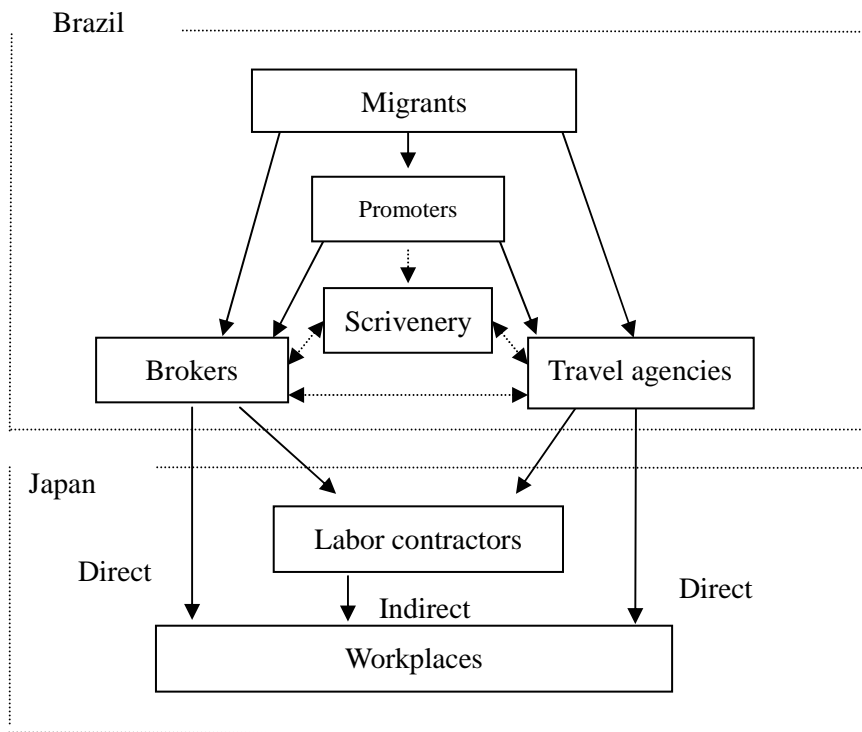 Brazil
Migrants
Promoters
Scrivenery
Brokers
Travel agencies
Japan
Labor contractors
Direct
Indirect
Direct
Workplaces